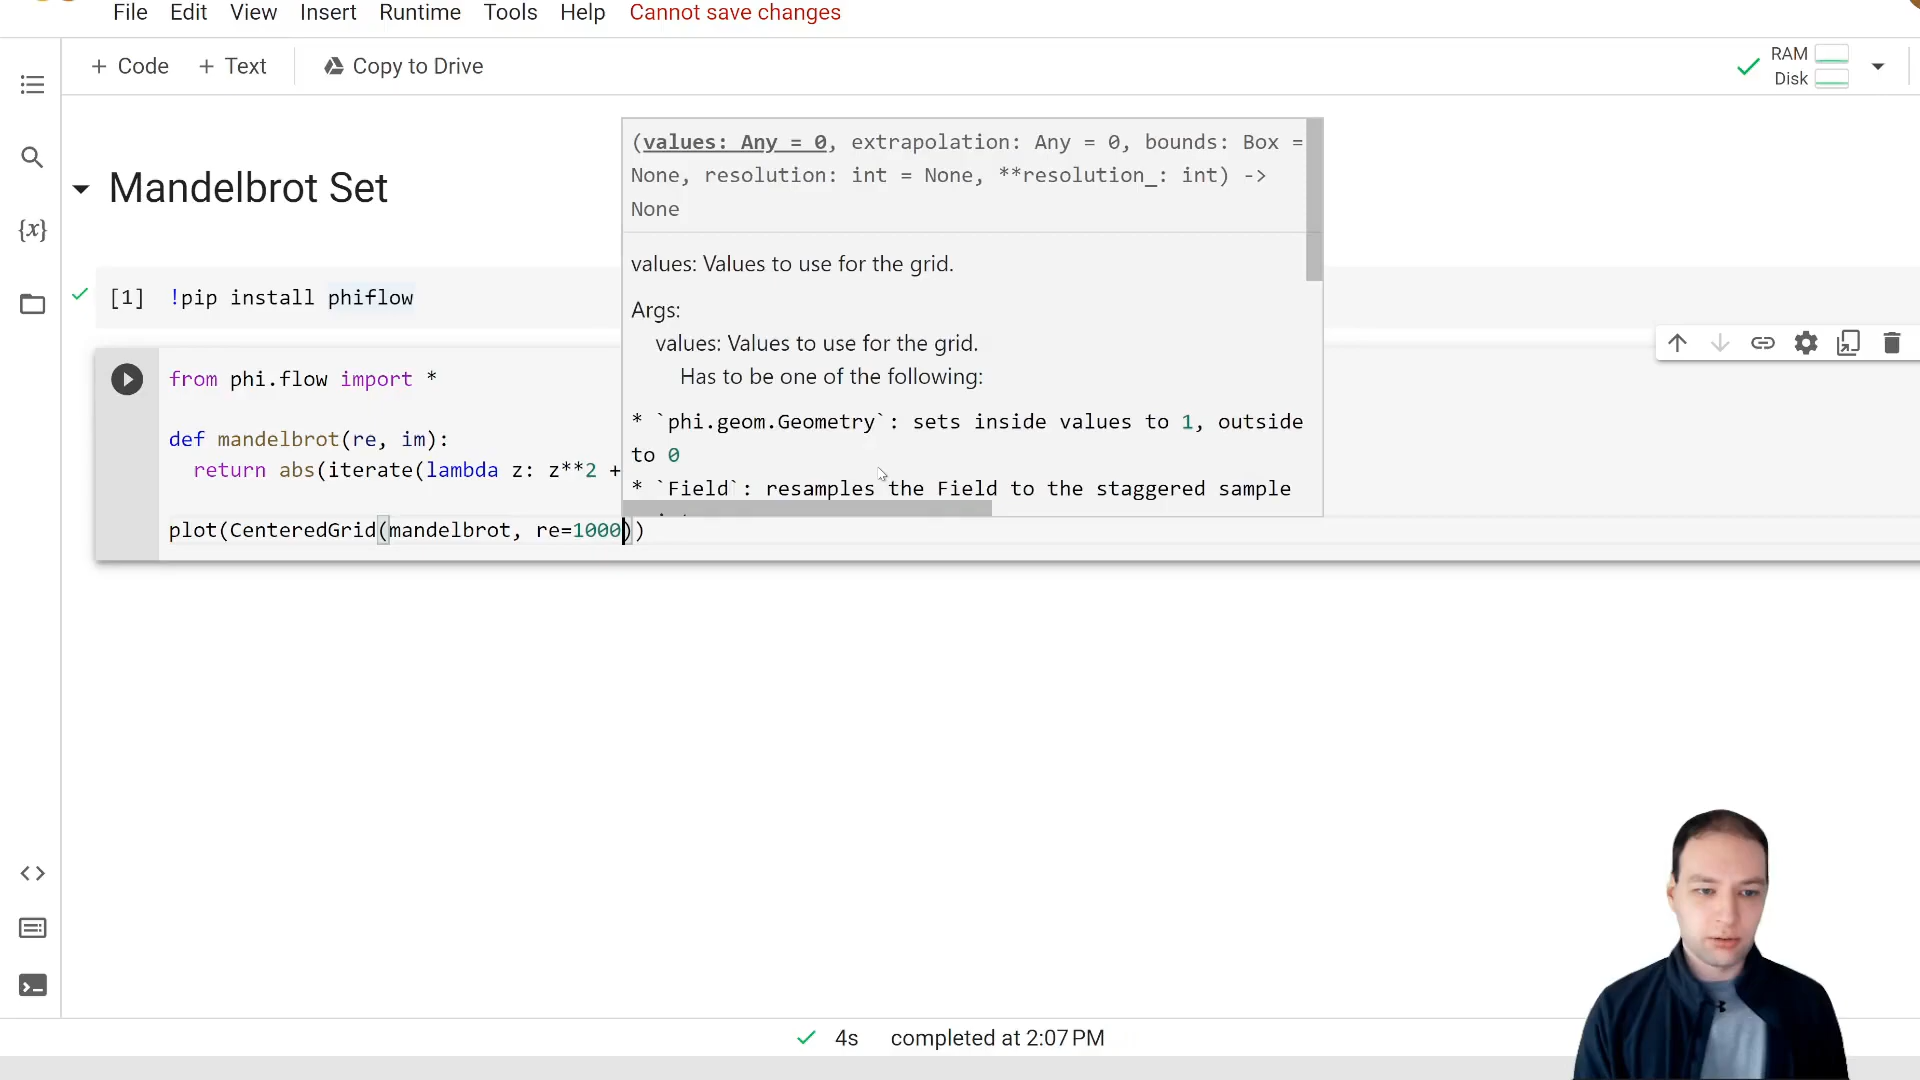 File Edit View Insert Runtime Tools Help Cannot save changes
+ Code + Text Copy to Drive
RAM
Disk
Mandelbrot Set
{x}
[1] !pip install phiflow
(values: Any = 0, extrapolation: Any = 0, bounds: Box =
None, resolution: int = None, **resolution_: int) ->
None
values: Values to use for the grid.
Args:
values: Values to use for the grid.
Has to be one of the following:
* `phi.geom.Geometry`: sets inside values to 1, outside
to 0
* `Field`: resamples the Field to the staggered sample
from phi.flow import *
def mandelbrot(re, im):
return abs(iterate(lambda z: z**2 +
plot(CenteredGrid(mandelbrot, re=1000))
4s completed at 2:07 PM